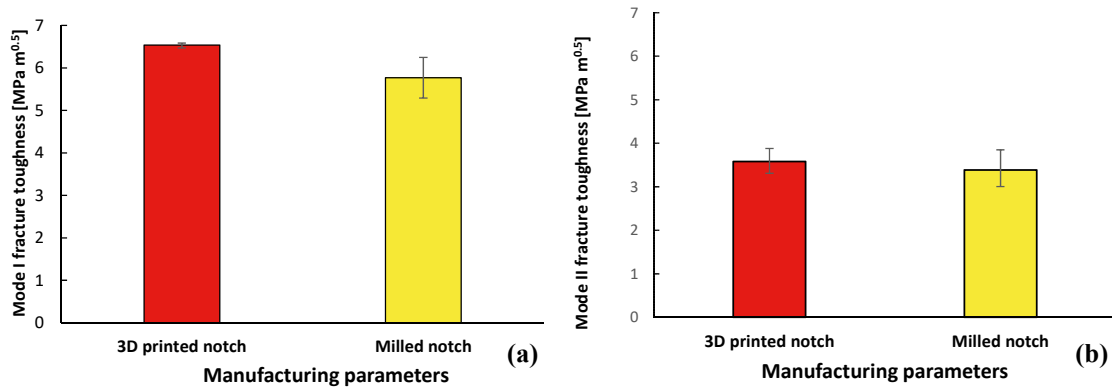 Mode I fracture toughness [MPa m0.5]
7
6
5
4
3
2
1
0
3D printed notch
Milled notch
(a)
Manufacturing parameters
Mode II fracture toughness [MPa m0.5]
7
6
5
4
3
2
1
0
3D printed notch
Milled notch
(b)
Manufacturing parameters